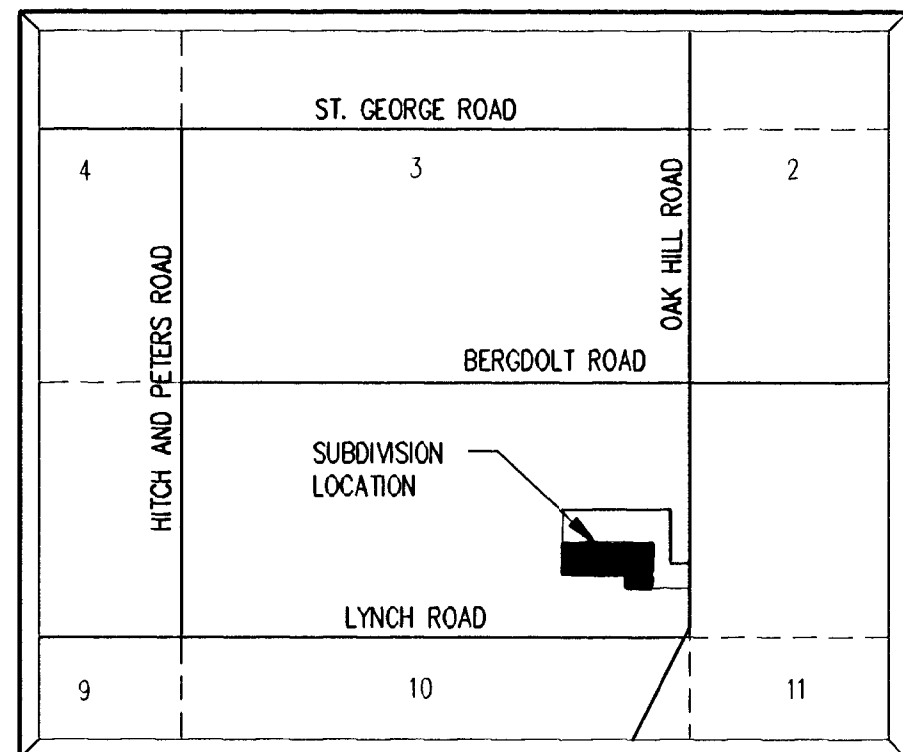 ST. GEORGE ROAD
4
3
2
HITCH AND PETERS ROAD
OAK HILL ROAD
BERGDOLT ROAD
SUBDIVISION
LOCATION
LYNCH ROAD
9
10
11